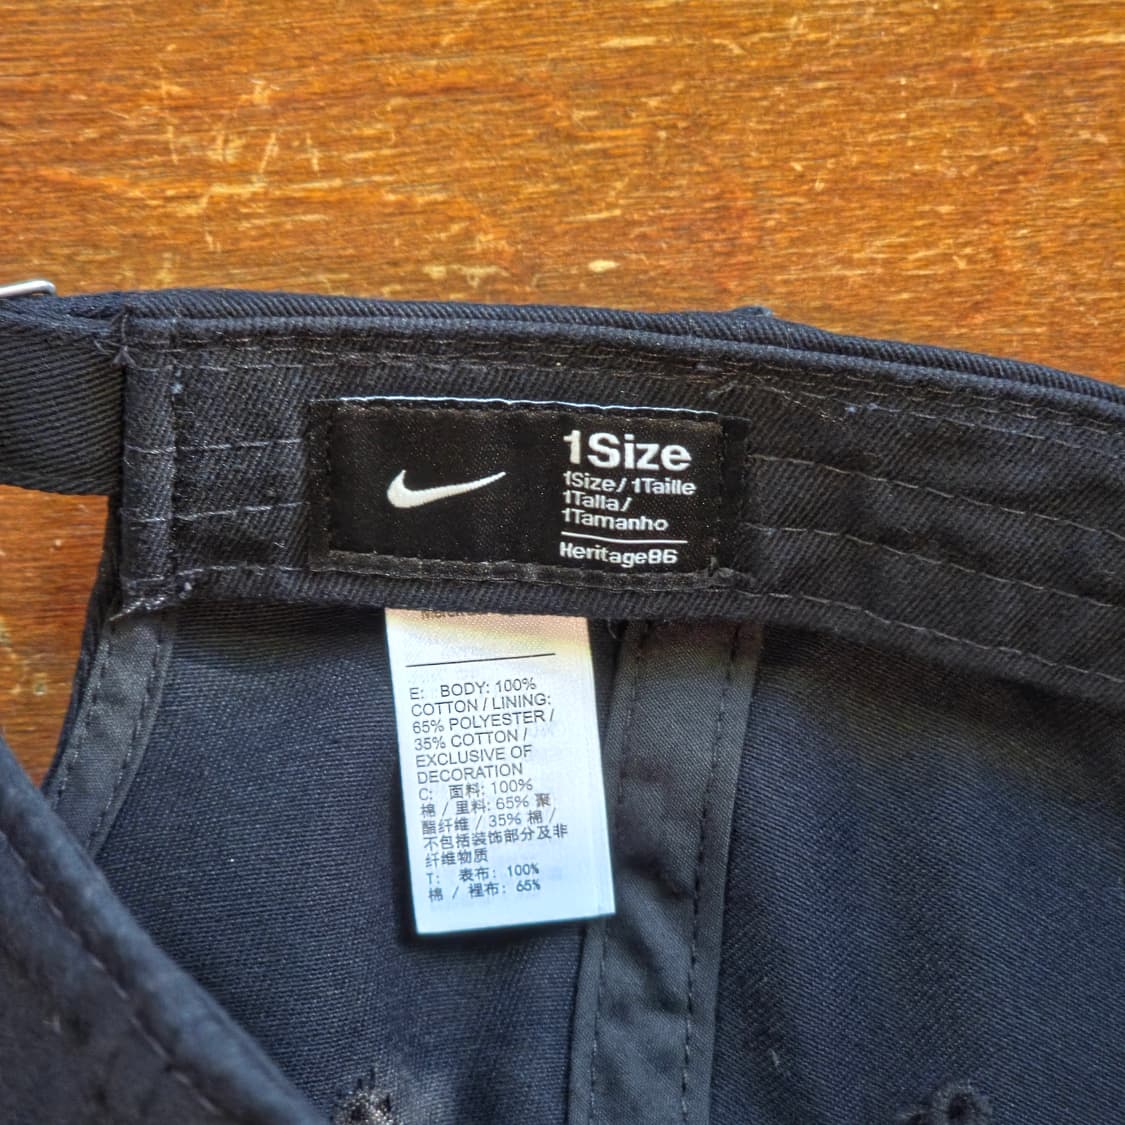 1Size
1Size/1Taille
1Talla/
1Tamanho
Heritage86
E: BODY: 100%
COTTON / LINING:
65% POLYESTER /
35% COTTON /
EXCLUSIVE OF
DECORATION
C: 面料: 100%
棉 / 里料: 65% 聚
酯纤维 / 35% 棉 /
不包括装饰部分及非
纤维物质
T: 表布: 100%
棉 / 裡布: 65%